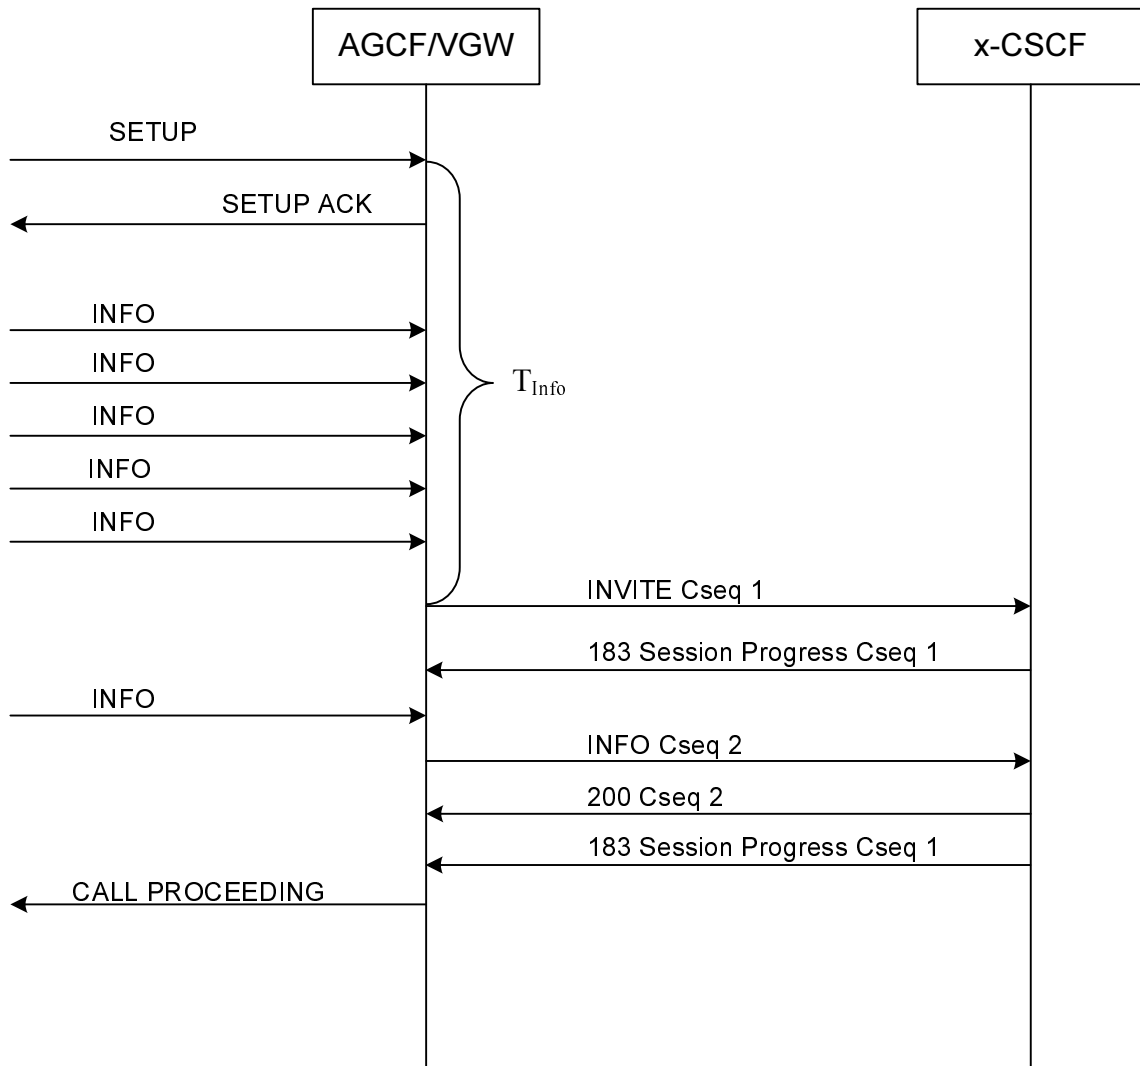 AGCF/VGW
x-CSCF
SETUP
SETUP ACK
INFO
INFO
T_Info
INFO
INFO
INFO
INVITE Cseq 1
183 Session Progress Cseq 1
INFO
INFO Cseq 2
200 Cseq 2
183 Session Progress Cseq 1
CALL PROCEEDING